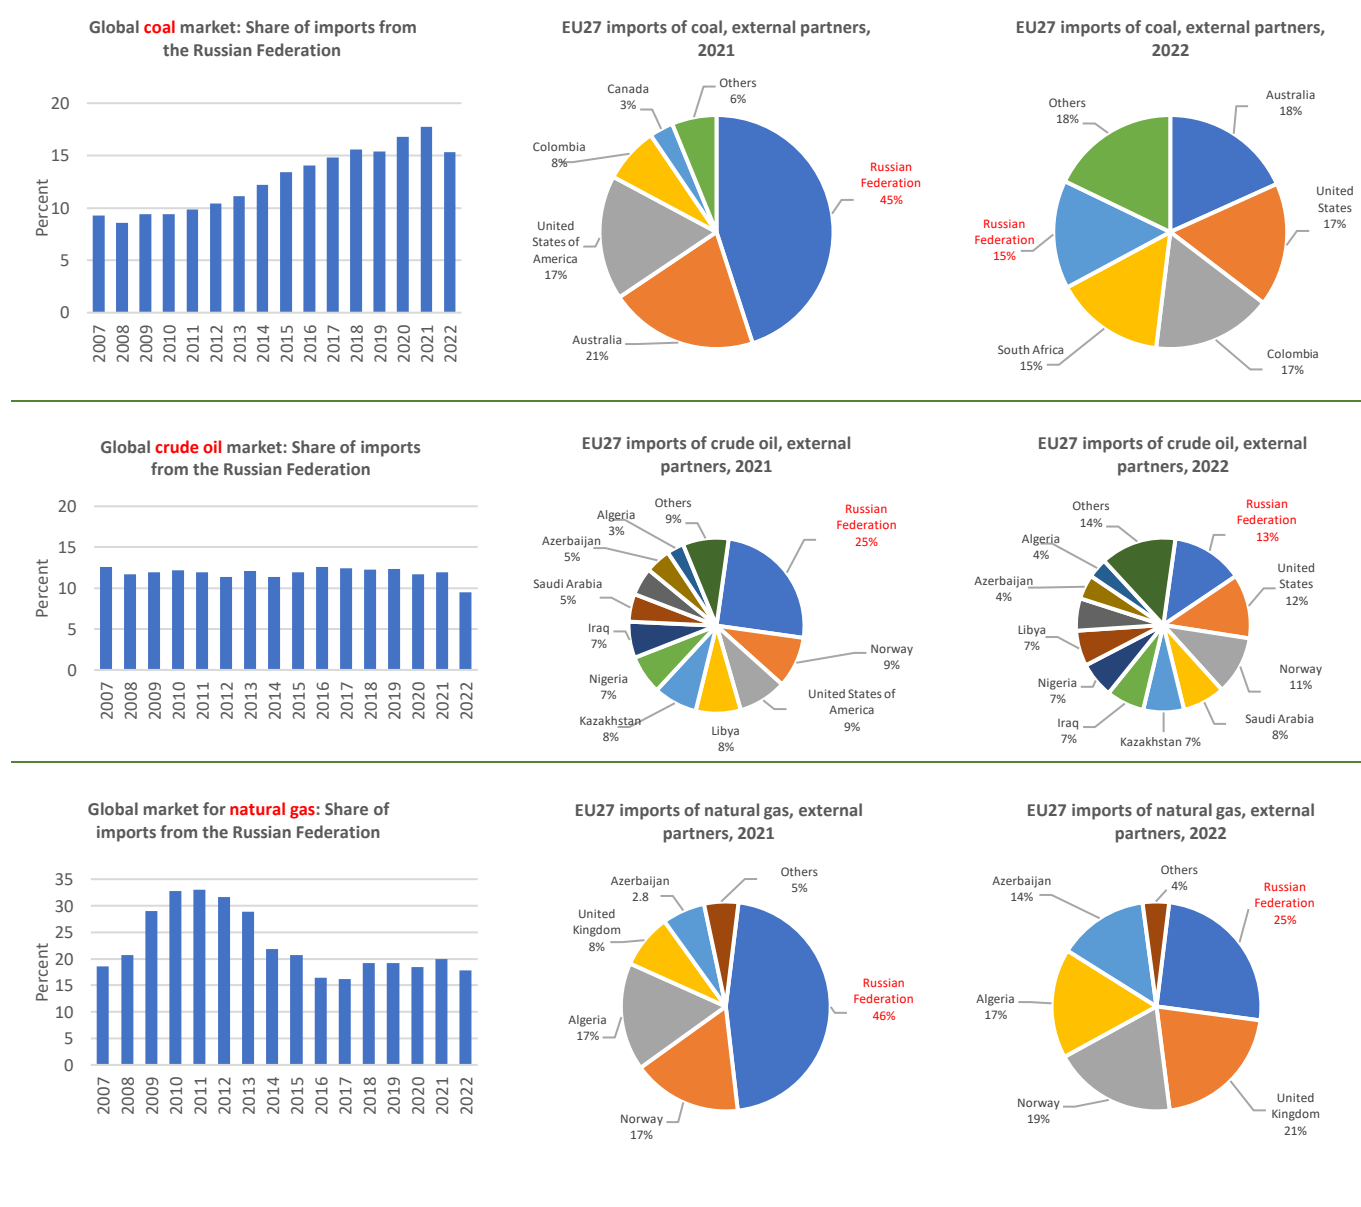 Global coal market: Share of imports from
the Russian Federation
20
15
10
5
0
Percent
2007
2008
2009
2010
2011
2012
2013
2014
2015
2016
2017
2018
2019
2020
2021
2022
EU27 imports of coal, external partners,
2021
Canada
3%
Others
6%
Colombia
8%
Russian
Federation
45%
United
States of
America
17%
Australia
21%
EU27 imports of coal, external partners,
2022
Others
18%
Australia
18%
United
States
17%
Russian
Federation
15%
South Africa
15%
Colombia
17%
Global crude oil market: Share of imports
from the Russian Federation
20
15
10
5
0
Percent
2007
2008
2009
2010
2011
2012
2013
2014
2015
2016
2017
2018
2019
2020
2021
2022
EU27 imports of crude oil, external
partners, 2021
Others
9%
Algeria
3%
Russian
Federation
25%
Azerbaijan
5%
Saudi Arabia
5%
Iraq
7%
Norway
9%
Nigeria
7%
United States of
America
9%
Kazakhstan
8%
Libya
8%
EU27 imports of crude oil, external
partners, 2022
Others
14%
Russian
Federation
13%
Algeria
4%
United
States
12%
Azerbaijan
4%
Libya
7%
Norway
11%
Nigeria
7%
Iraq
7%
Saudi Arabia
8%
Kazakhstan 7%
Global market for natural gas: Share of
imports from the Russian Federation
35
30
25
20
15
10
5
0
Percent
2007
2008
2009
2010
2011
2012
2013
2014
2015
2016
2017
2018
2019
2020
2021
2022
EU27 imports of natural gas, external
partners, 2021
Azerbaijan
2.8
Others
5%
United
Kingdom
8%
Russian
Federation
46%
Algeria
17%
Norway
17%
EU27 imports of natural gas, external
partners, 2022
Azerbaijan
14%
Others
4%
Russian
Federation
25%
Algeria
17%
Norway
19%
United
Kingdom
21%